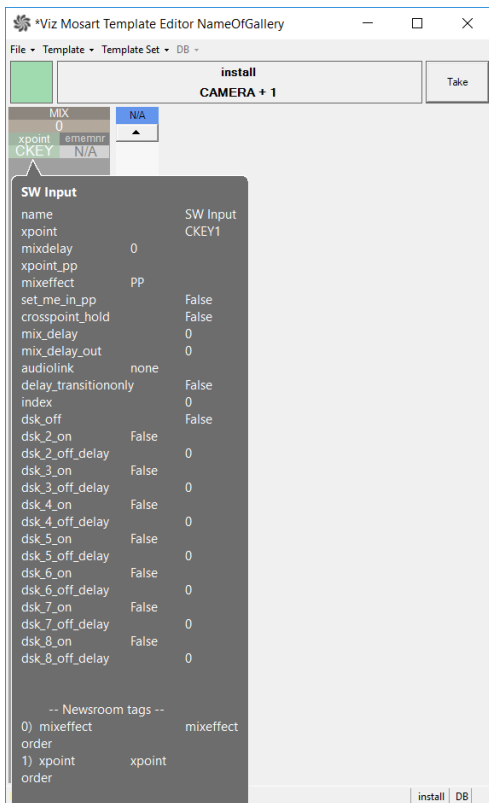 *Viz Mosart Template Editor NameOfGallery
File Template Template Set DB
install
CAMERA + 1
Take
MIX
0
xpoint ememnr
CKEY N/A
N/A
SW Input
name SW Input
xpoint CKEY1
mixdelay 0
xpoint_pp
mixeffect PP
set_me_in_pp False
crosspoint_hold False
mix_delay 0
mix_delay_out 0
audiolink none
delay_transitiononly False
index 0
dsk_off False
dsk_2_on False
dsk_2_off_delay 0
dsk_3_on False
dsk_3_off_delay 0
dsk_4_on False
dsk_4_off_delay 0
dsk_5_on False
dsk_5_off_delay 0
dsk_6_on False
dsk_6_off_delay 0
dsk_7_on False
dsk_7_off_delay 0
dsk_8_on False
dsk_8_off_delay 0
-- Newsroom tags --
0) mixeffect mixeffect
order
1) xpoint xpoint
order
install DB